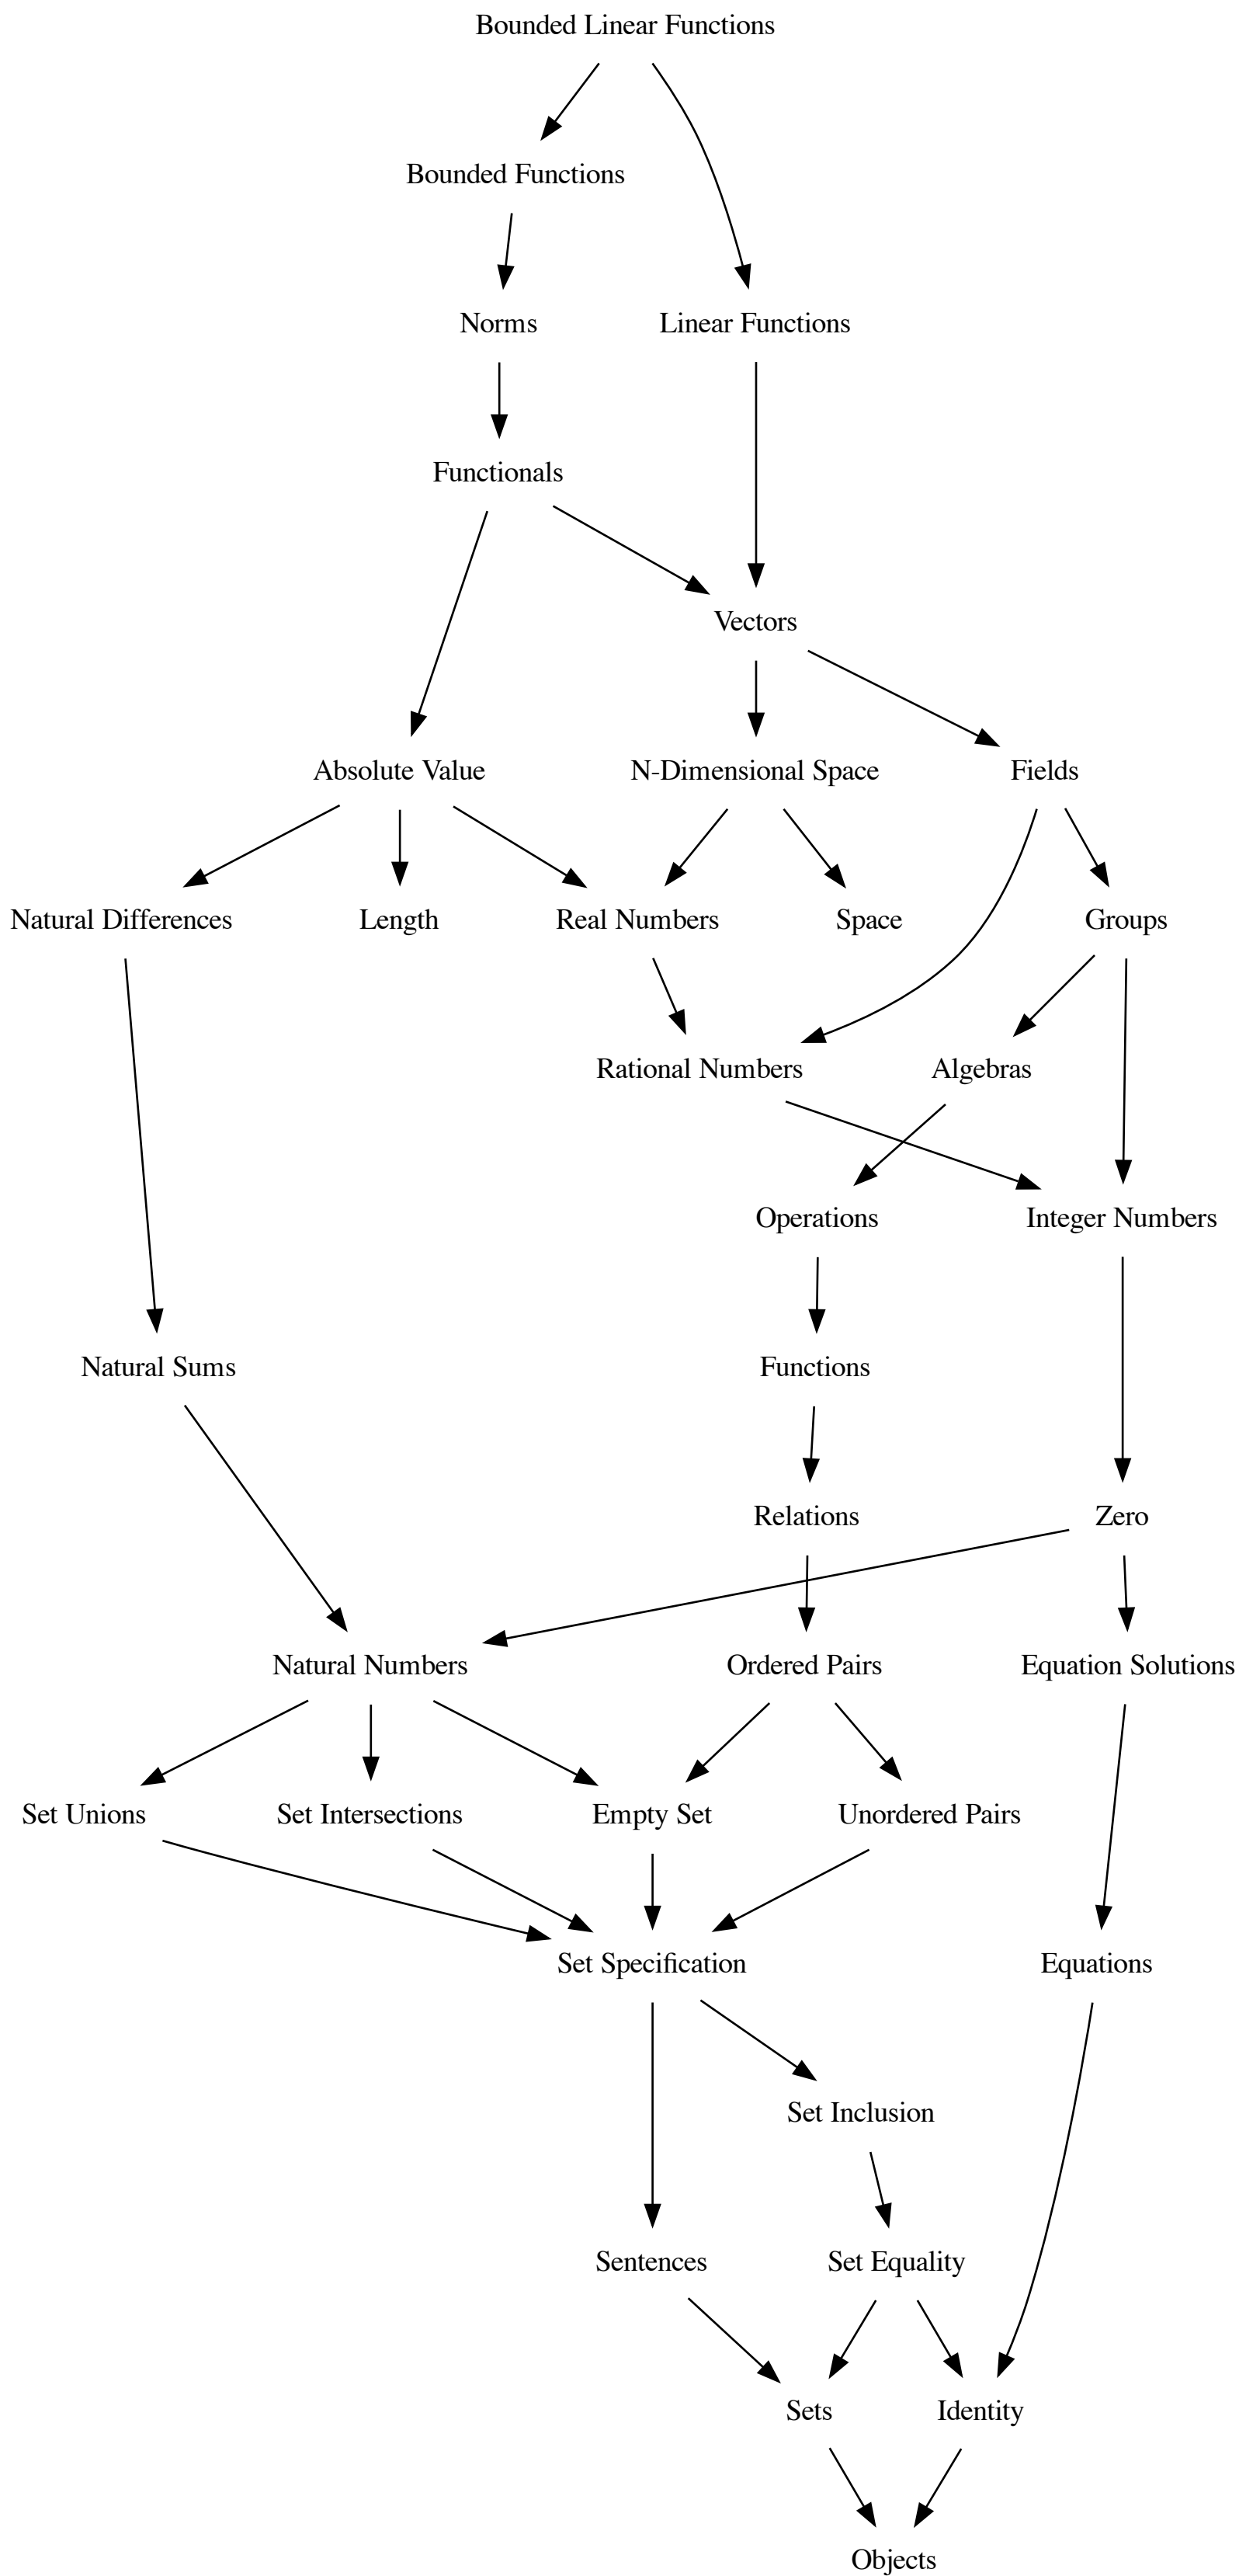 Bounded Linear Functions
Bounded Functions
Norms
Linear Functions
Functionals
Vectors
Absolute Value
N-Dimensional Space
Fields
Natural Differences
Length
Real Numbers
Space
Groups
Rational Numbers
Algebras
Operations
Integer Numbers
Natural Sums
Functions
Relations
Zero
Natural Numbers
Ordered Pairs
Equation Solutions
Set Unions
Set Intersections
Empty Set
Unordered Pairs
Set Specification
Equations
Set Inclusion
Sentences
Set Equality
Sets
Identity
Objects